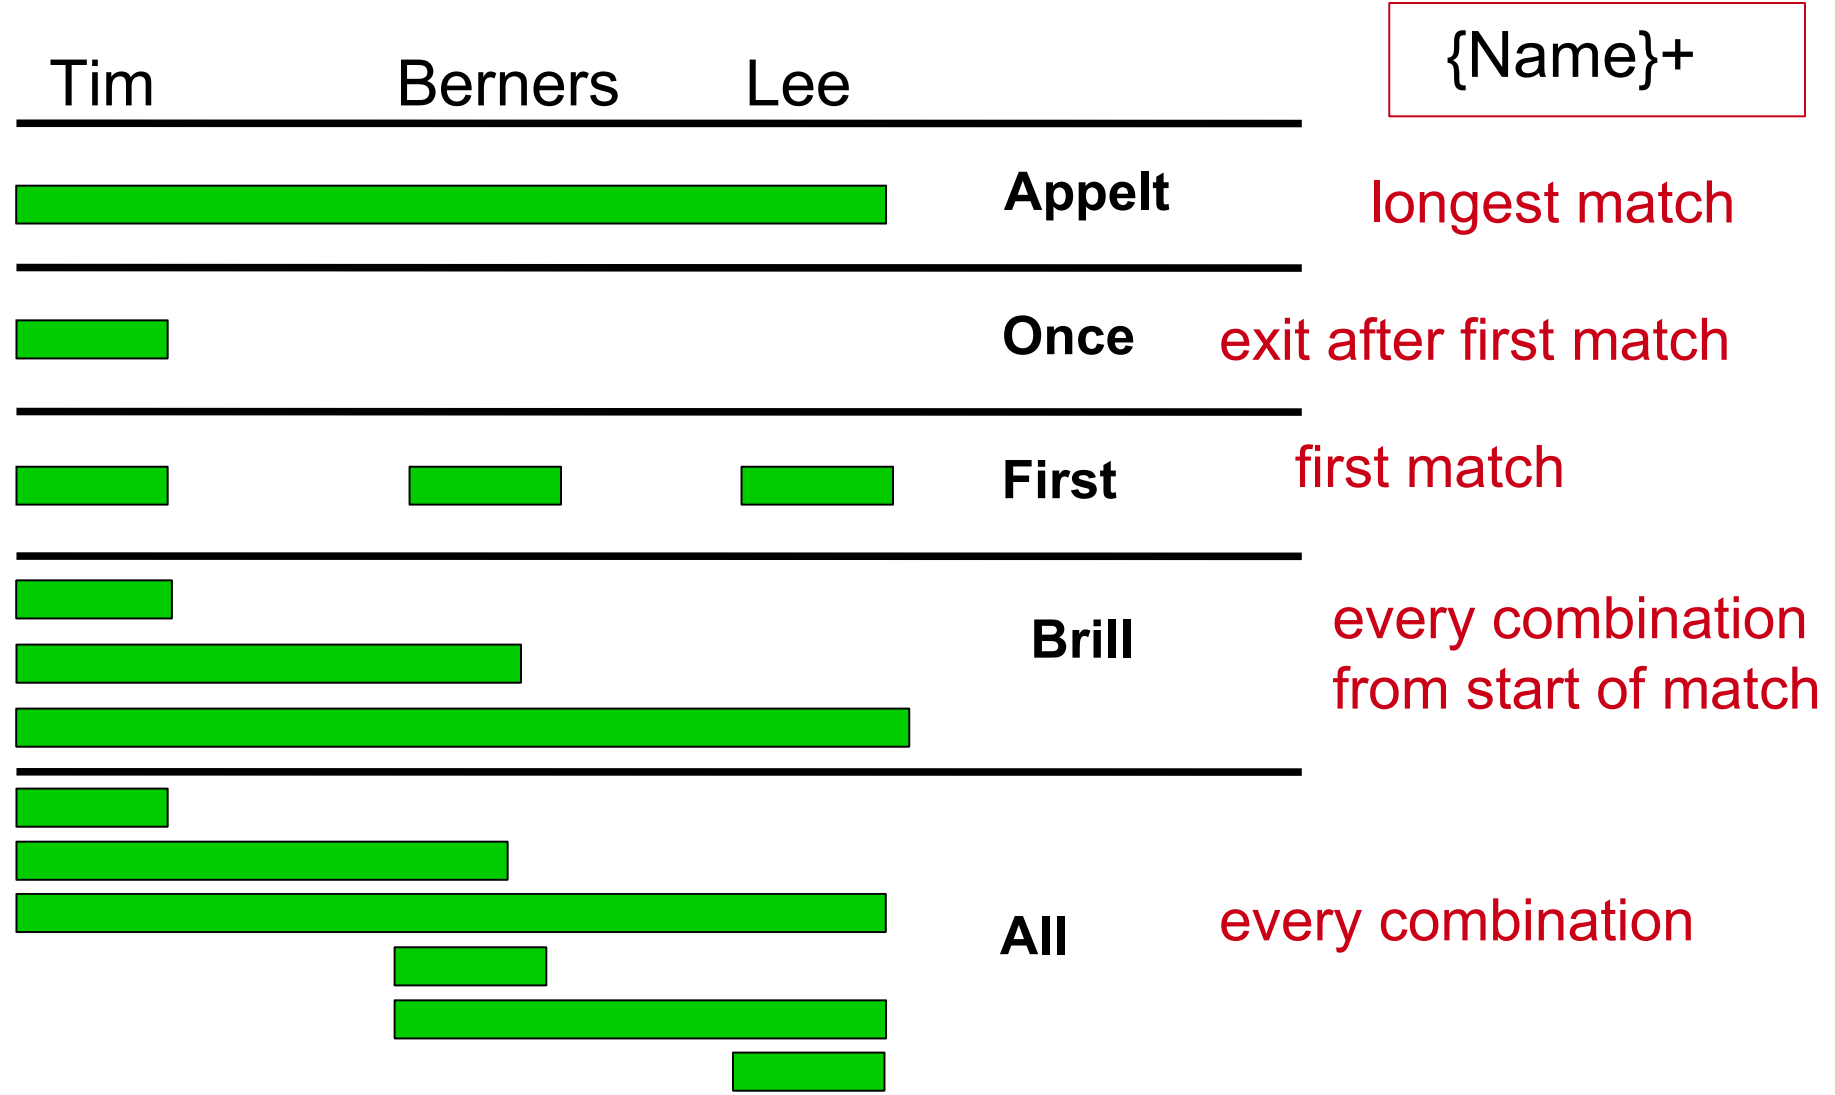 {Name}+
Tim Berners Lee
Appelt longest match
Once exit after first match
First first match
Brill every combination
from start of match
All every combination